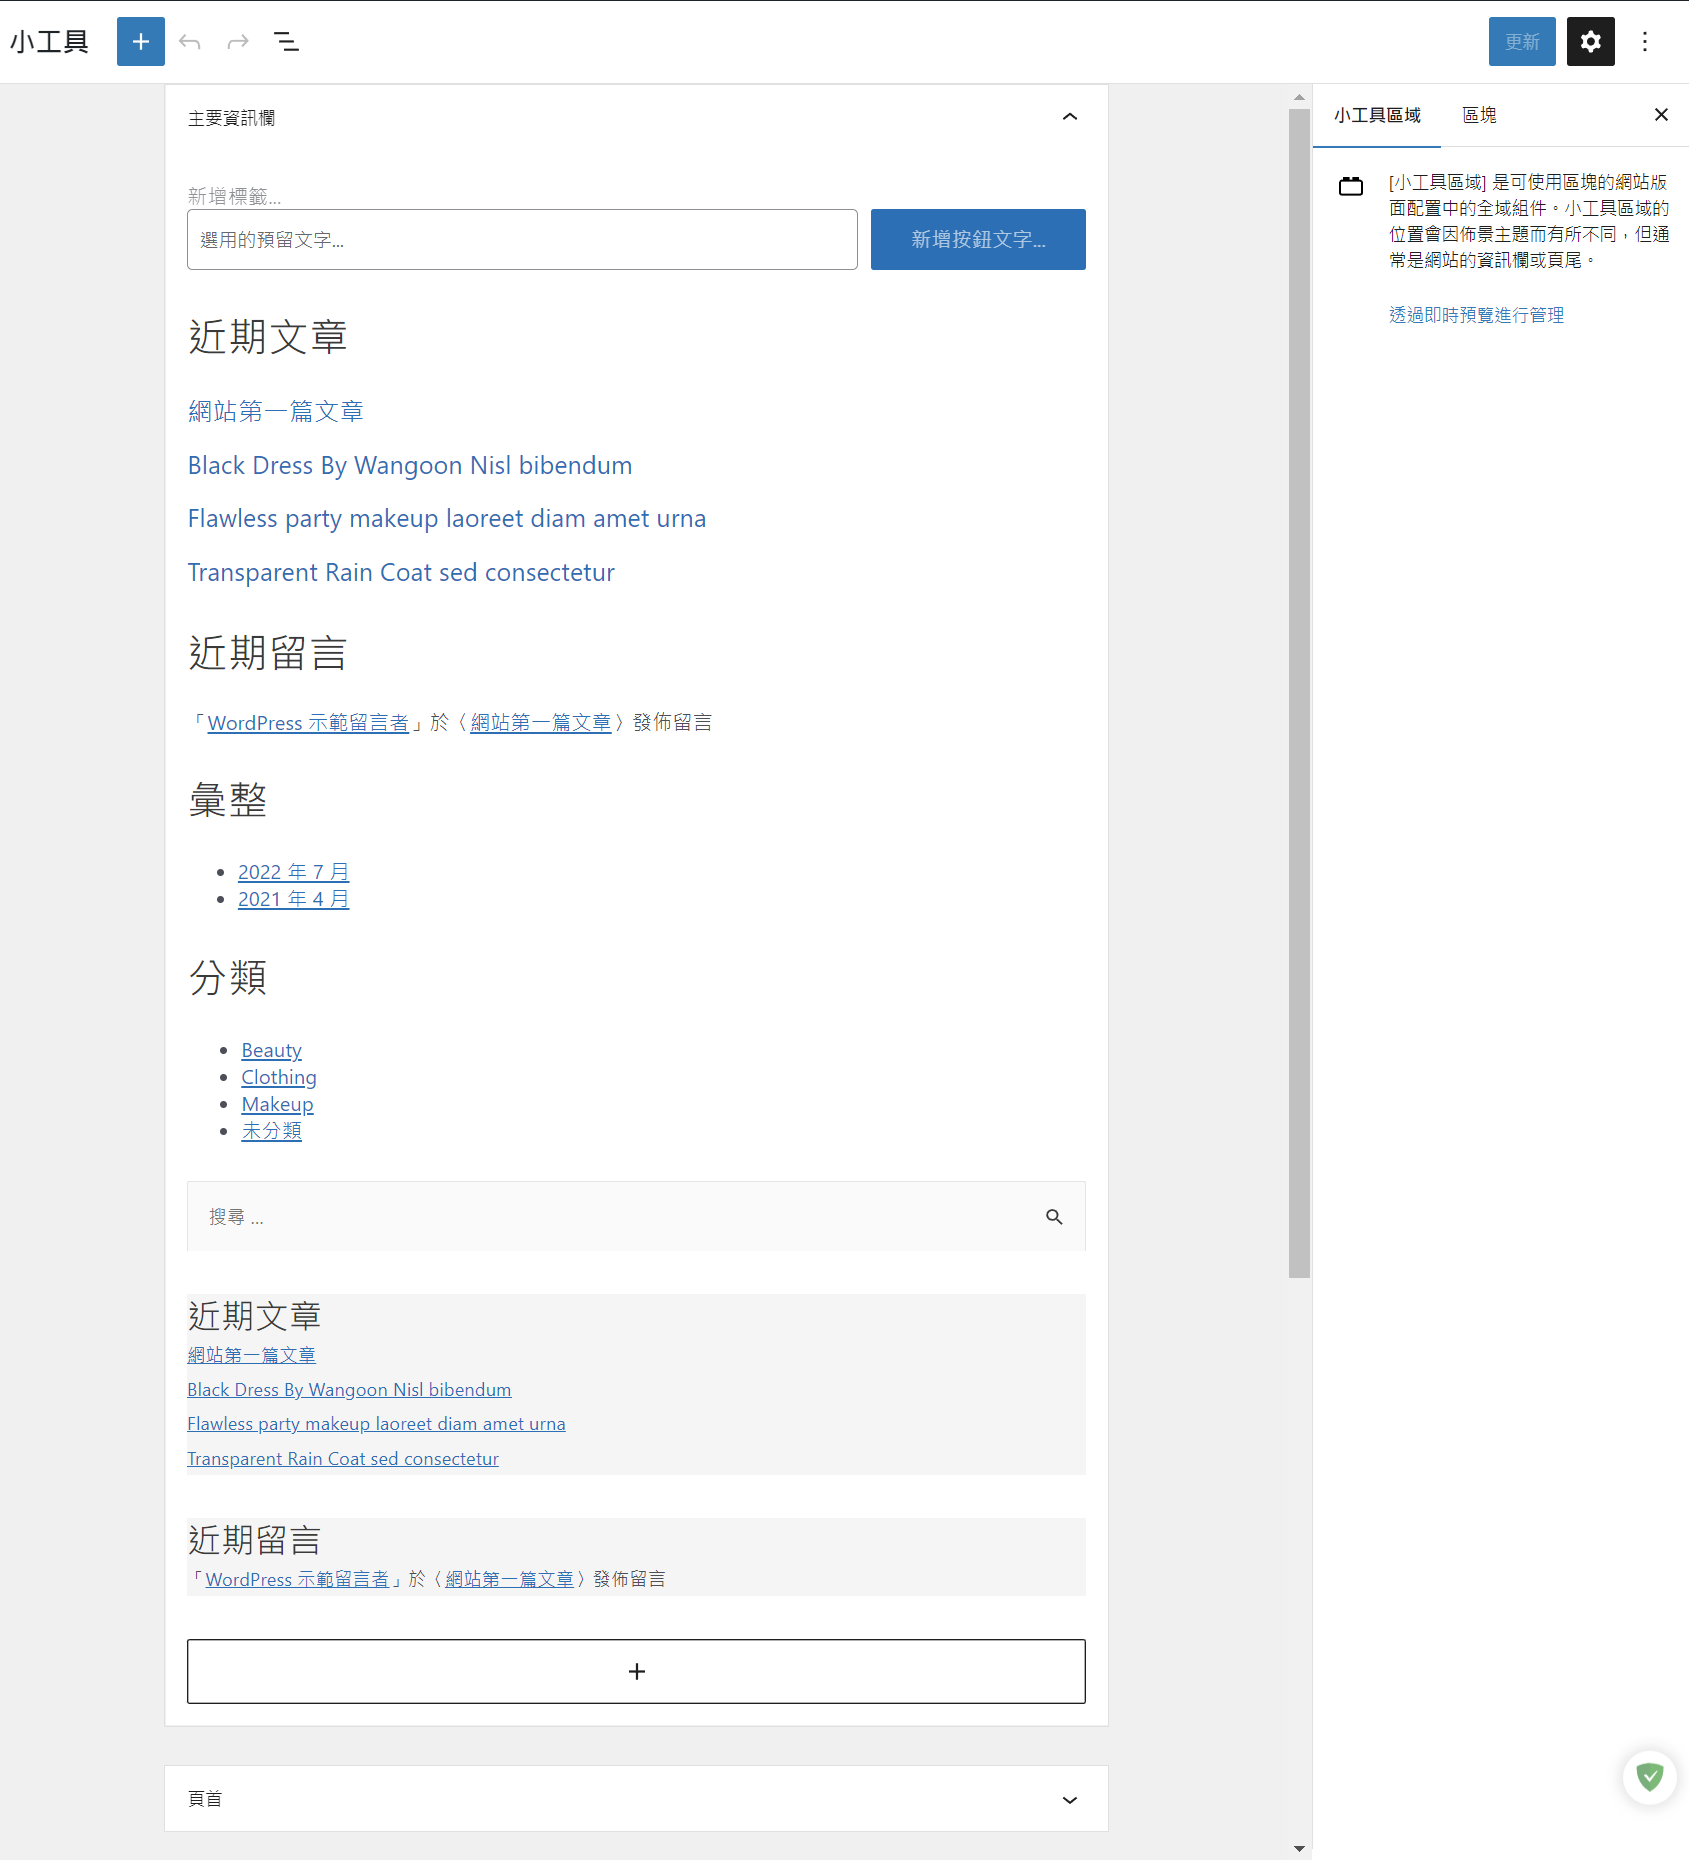 小工具
更新
主要資訊欄
新增標籤...
選用的預留文字...
新增按鈕文字...
近期文章
網站第一篇文章
Black Dress By Wangoon Nisl bibendum
Flawless party makeup laoreet diam amet urna
Transparent Rain Coat sed consectetur
近期留言
「WordPress 示範留言者」於〈網站第一篇文章〉發佈留言
彙整
2022 年 7 月
2021 年 4 月
分類
Beauty
Clothing
Makeup
未分類
搜尋 ...
近期文章
網站第一篇文章
Black Dress By Wangoon Nisl bibendum
Flawless party makeup laoreet diam amet urna
Transparent Rain Coat sed consectetur
近期留言
「WordPress 示範留言者」於〈網站第一篇文章〉發佈留言
頁首
小工具區域 區塊
[小工具區域] 是可使用區塊的網站版
面配置中的全域組件。小工具區域的
位置會因佈景主題而有所不同，但通
常是網站的資訊欄或頁尾。
透過即時預覽進行管理